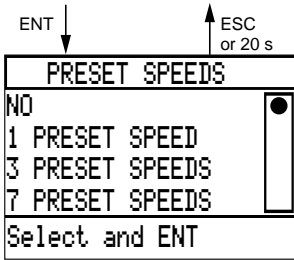 ENT
ESC
or 20 s
PRESET SPEEDS
NO
1 PRESET SPEED
3 PRESET SPEEDS
7 PRESET SPEEDS
Select and ENT